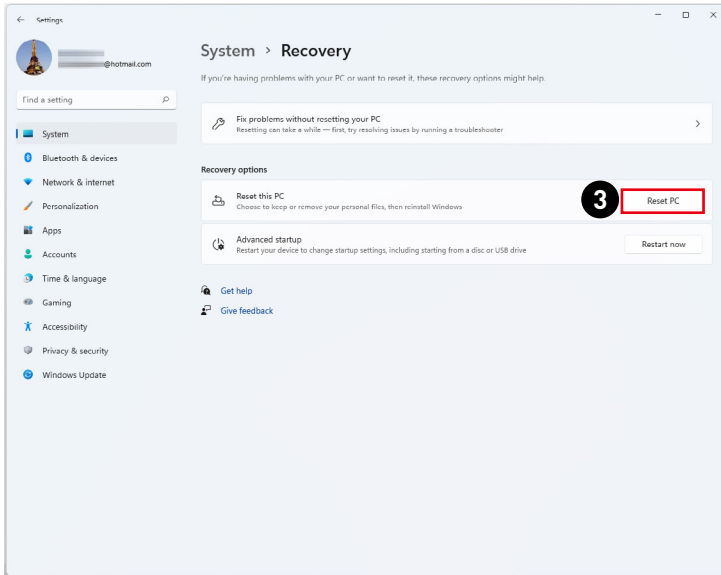 Settings
System > Recovery
@hotmail.com
If you're having problems with your PC or want to reset it, these recovery options might help.
Find a setting
Fix problems without resetting your PC
Resetting can take a while — first, try resolving issues by running a troubleshooter
System
Bluetooth & devices
Recovery options
Network & internet
Reset this PC
Choose to keep or remove your personal files, then reinstall Windows
3
Reset PC
Personalization
Apps
Advanced startup
Restart your device to change startup settings, including starting from a disc or USB drive
Restart now
Accounts
Time & language
Get help
Gaming
Give feedback
Accessibility
Privacy & security
Windows Update